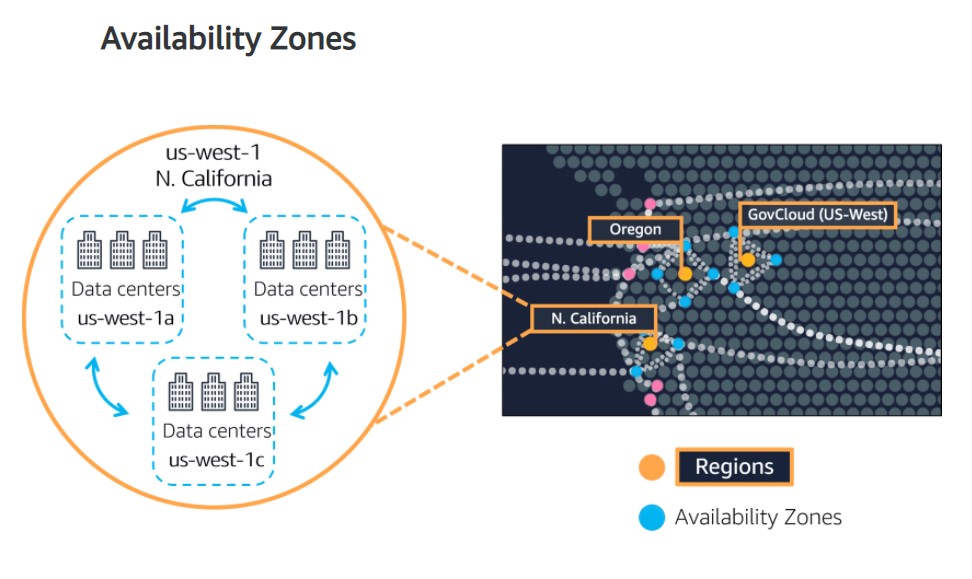 Availability Zones
us-west-1
N. California
Data centers
us-west-1a
Data centers
us-west-1b
Data centers
us-west-1c
GovCloud (US-West)
Oregon
N. California
Regions
Availability Zones